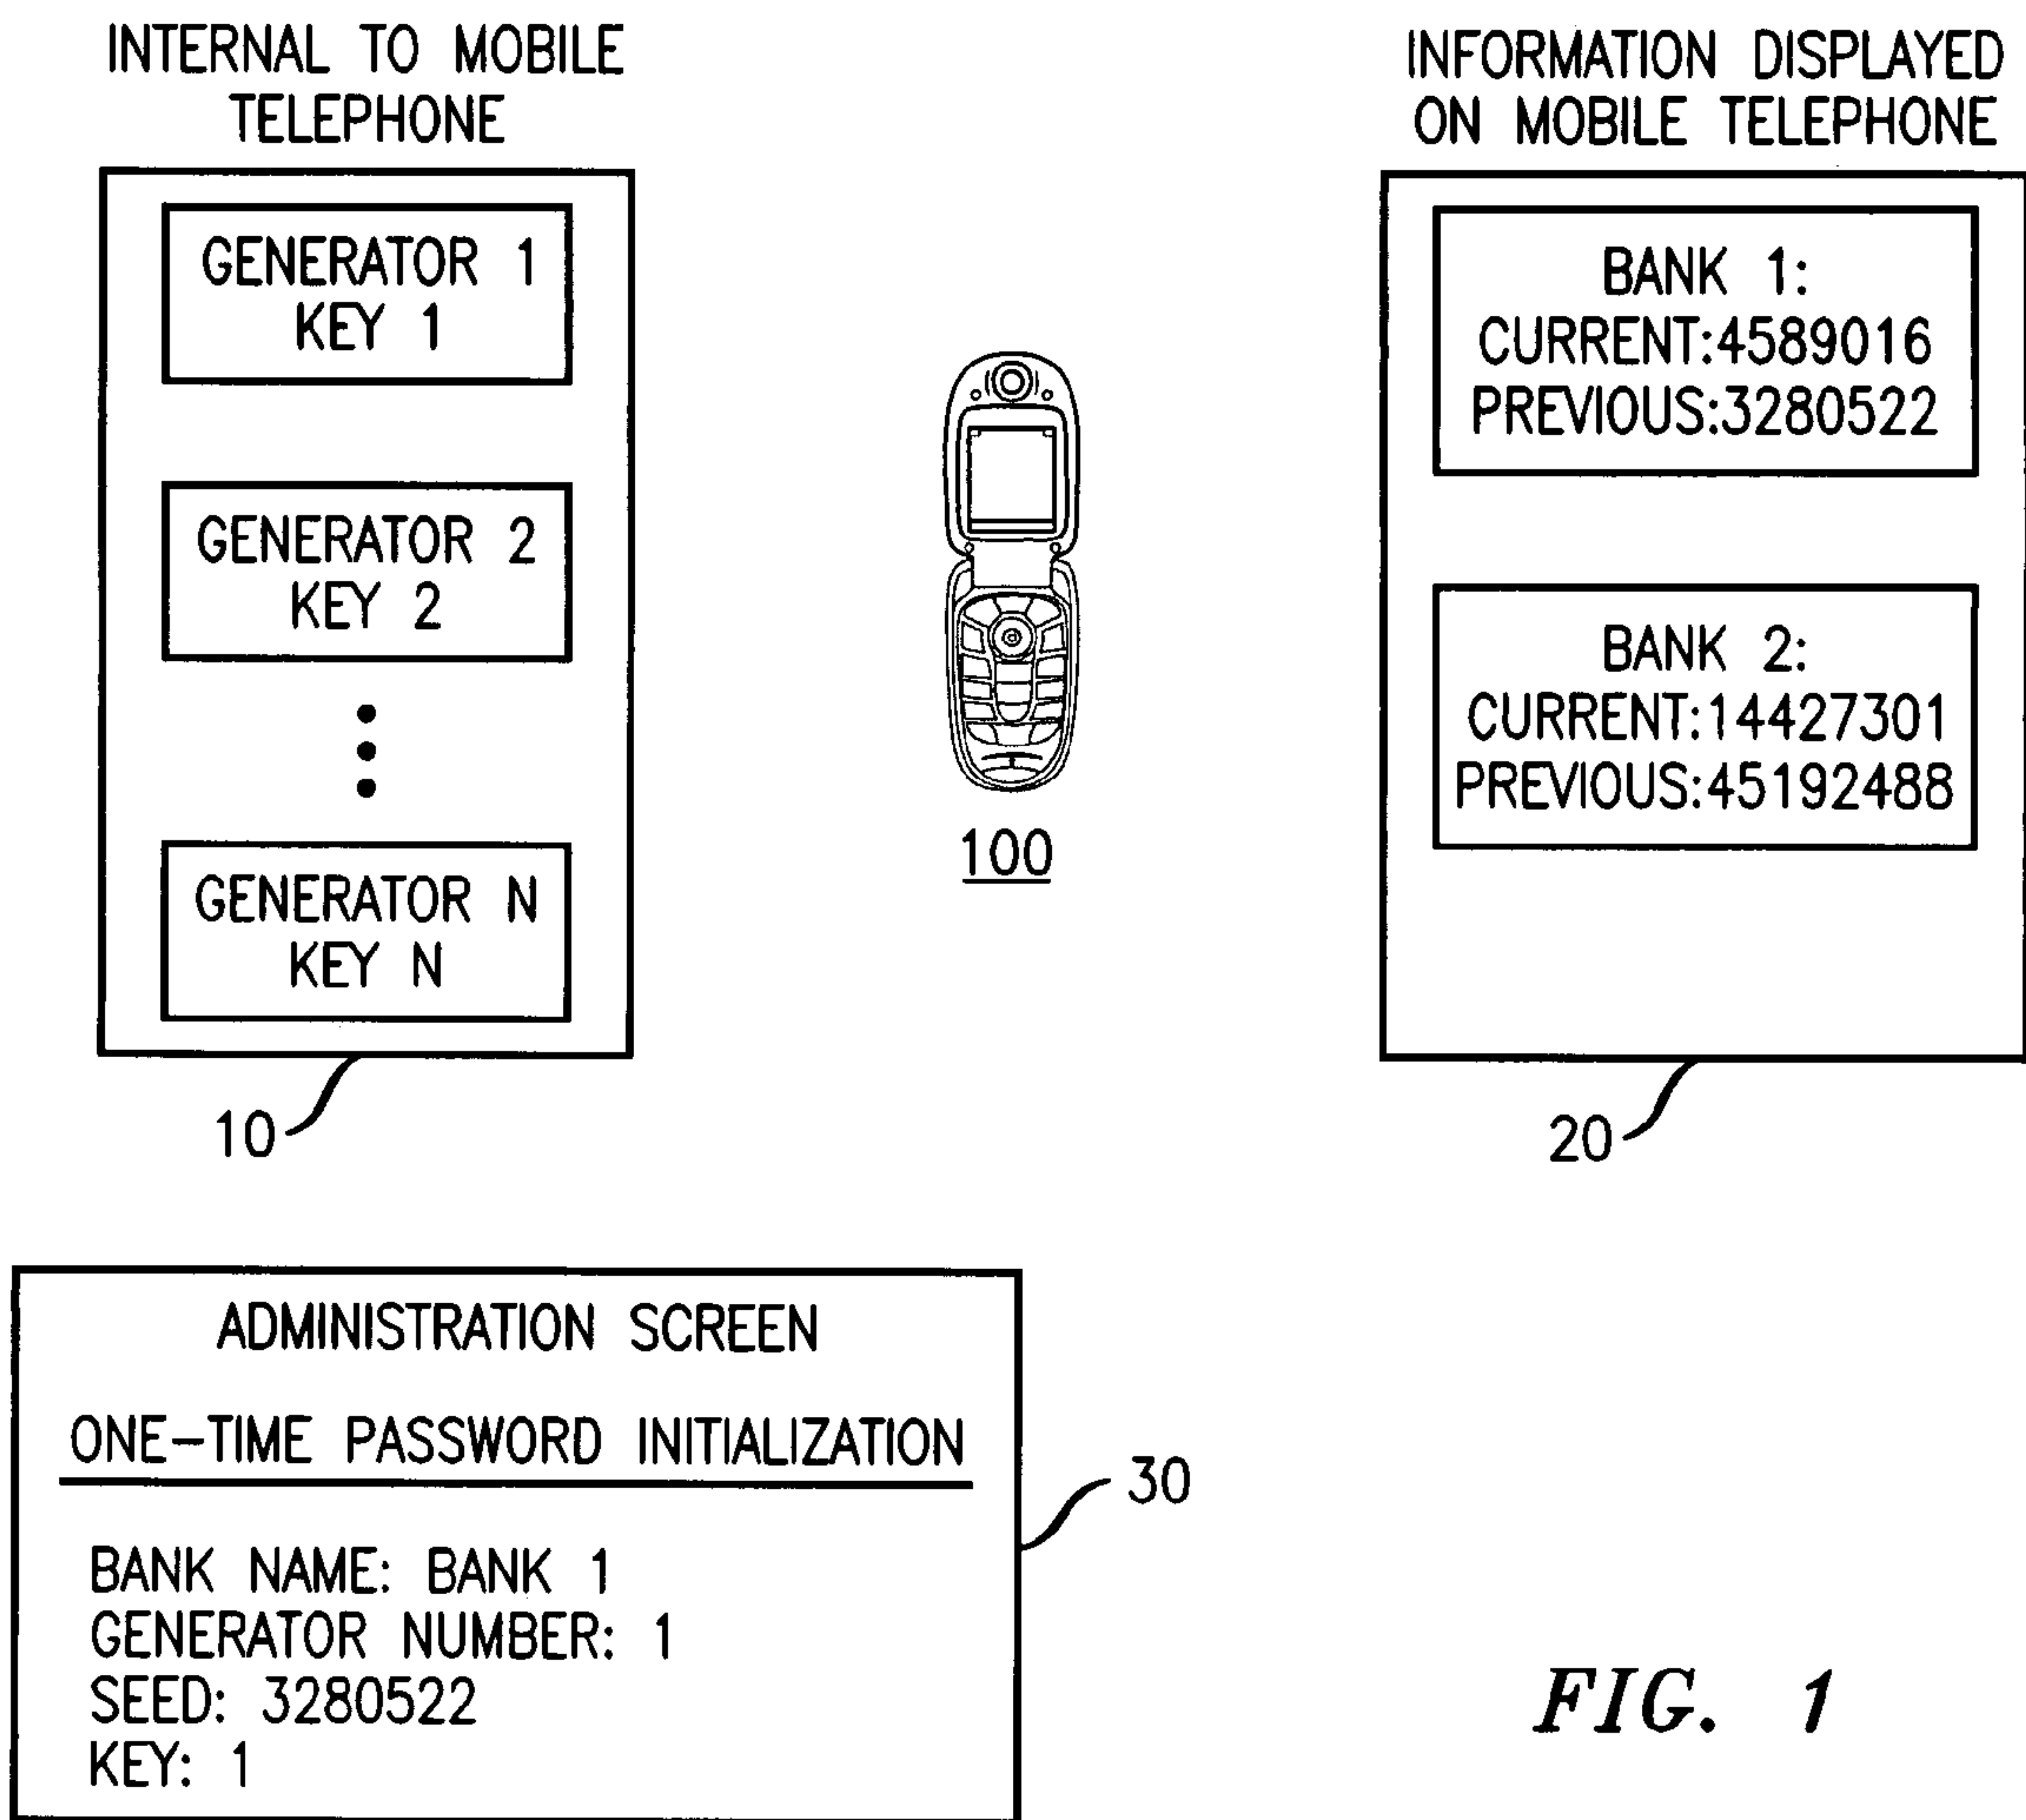 INTERNAL TO MOBILE
TELEPHONE
GENERATOR 1
KEY 1
GENERATOR 2
KEY 2
GENERATOR N
KEY N
10
100
INFORMATION DISPLAYED
ON MOBILE TELEPHONE
BANK 1:
CURRENT:4589016
PREVIOUS:3280522
BANK 2:
CURRENT:14427301
PREVIOUS:45192488
20
ADMINISTRATION SCREEN
ONE-TIME PASSWORD INITIALIZATION
BANK NAME: BANK 1
GENERATOR NUMBER: 1
SEED: 3280522
KEY: 1
30
FIG. 1